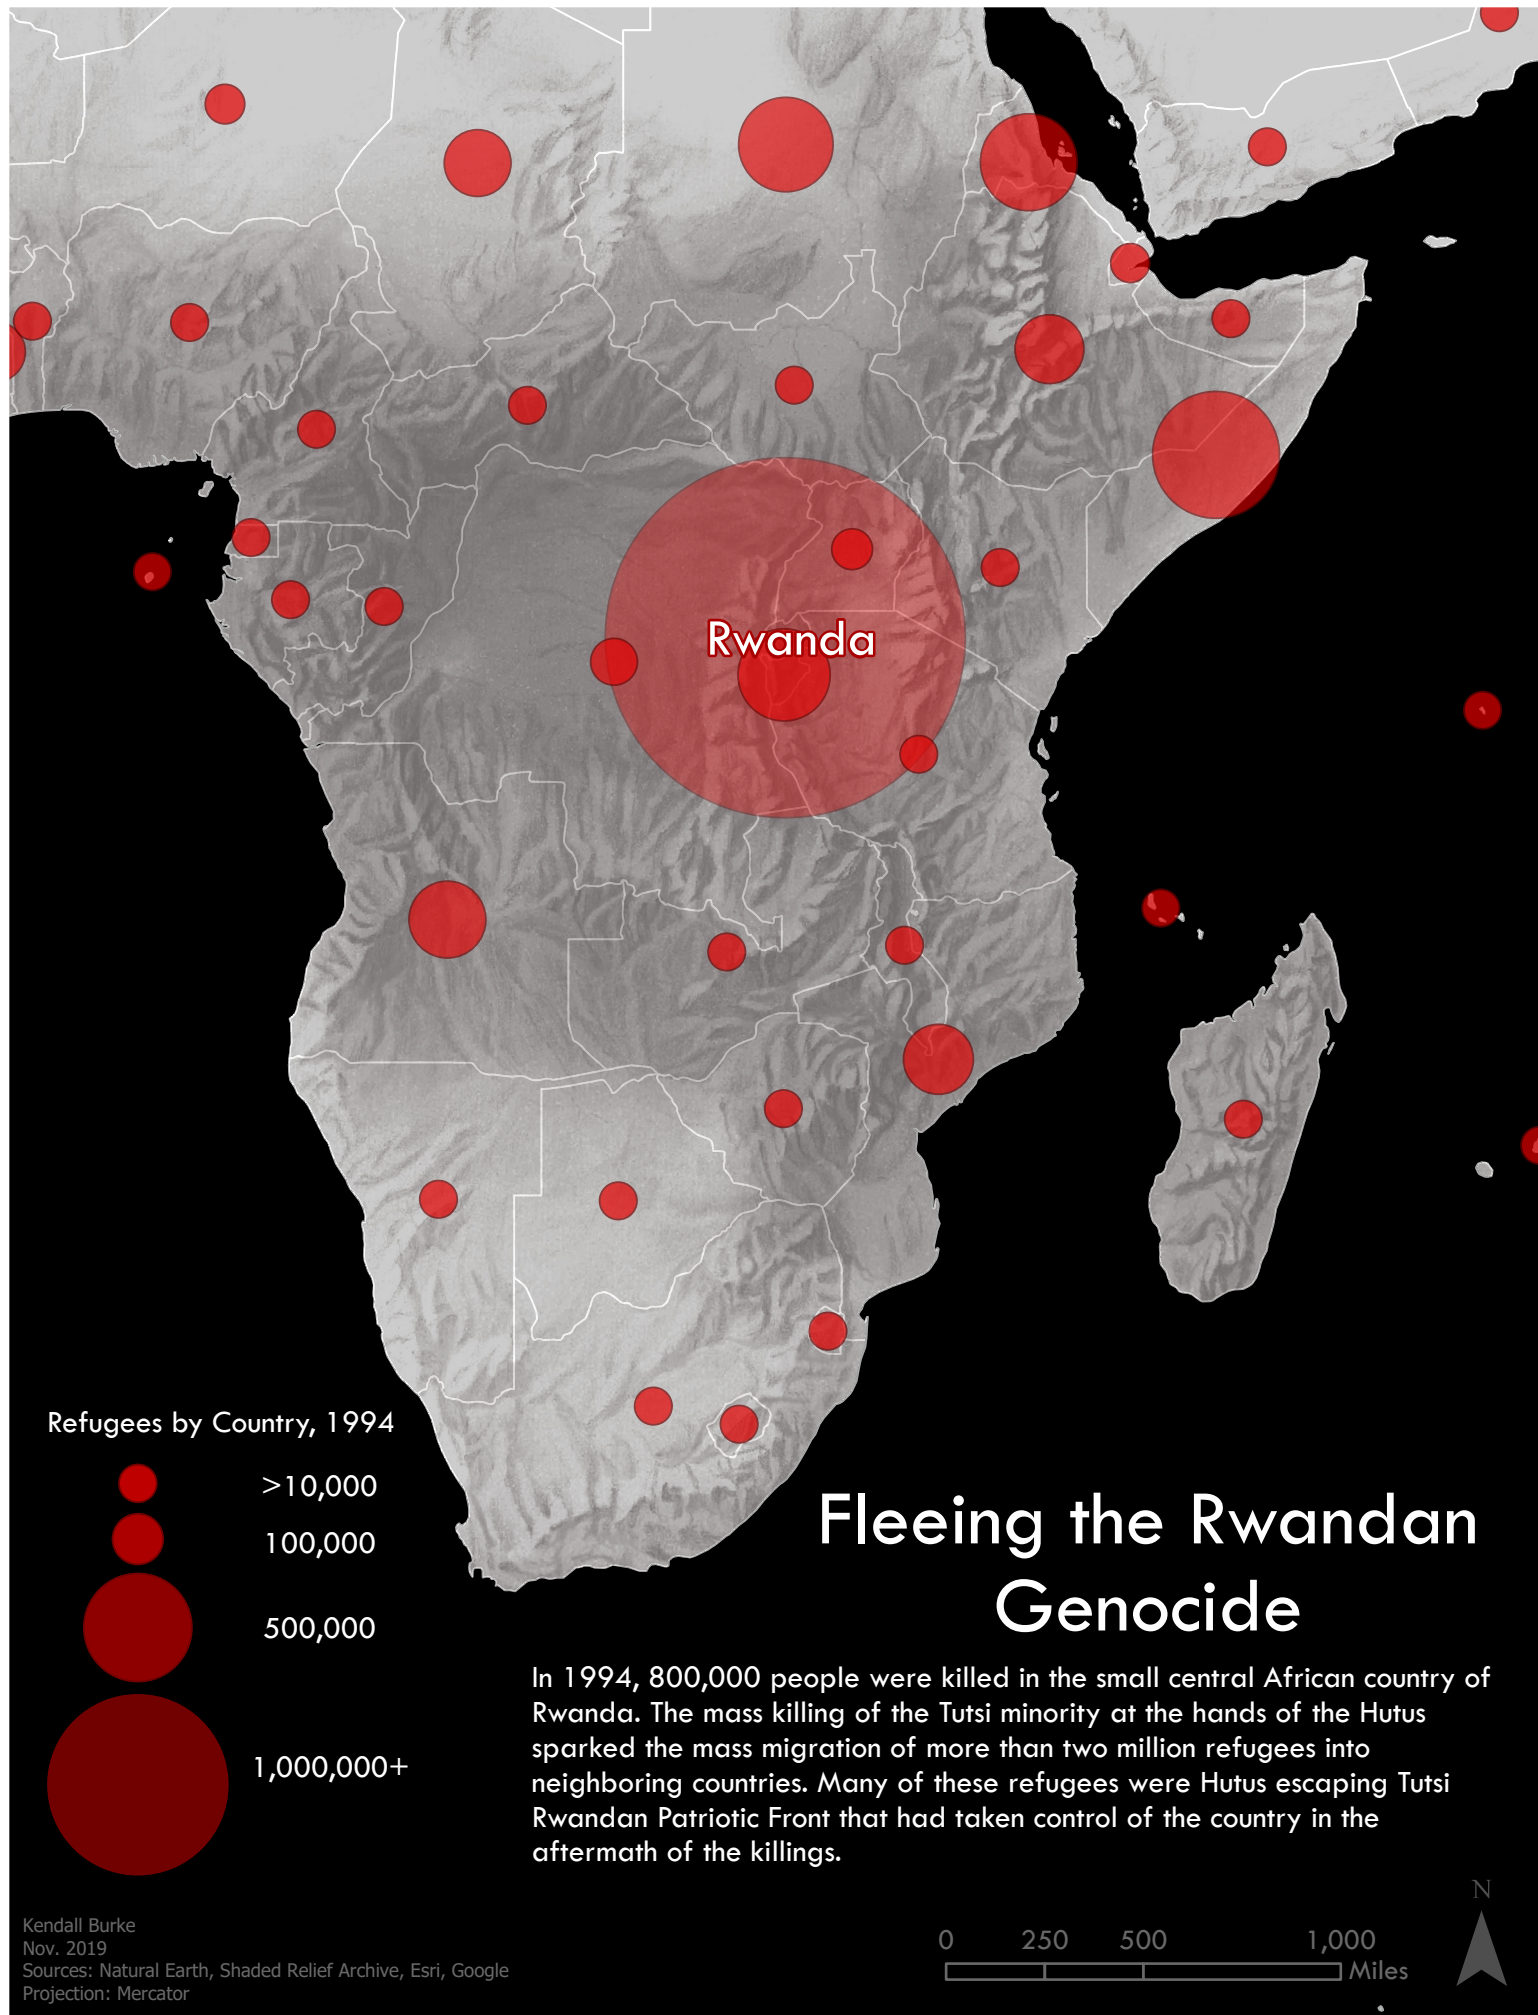 Rwanda
Refugees by Country, 1994
>10,000
100,000
500,000
1,000,000+
Fleeing the Rwandan
Genocide
In 1994, 800,000 people were killed in the small central African country of
Rwanda. The mass killing of the Tutsi minority at the hands of the Hutus
sparked the mass migration of more than two million refugees into
neighboring countries. Many of these refugees were Hutus escaping Tutsi
Rwandan Patriotic Front that had taken control of the country in the
aftermath of the killings.
Kendall Burke
Nov. 2019
Sources: Natural Earth, Shaded Relief Archive, Esri, Google
Projection: Mercator
0 250 500 1,000
Miles
N